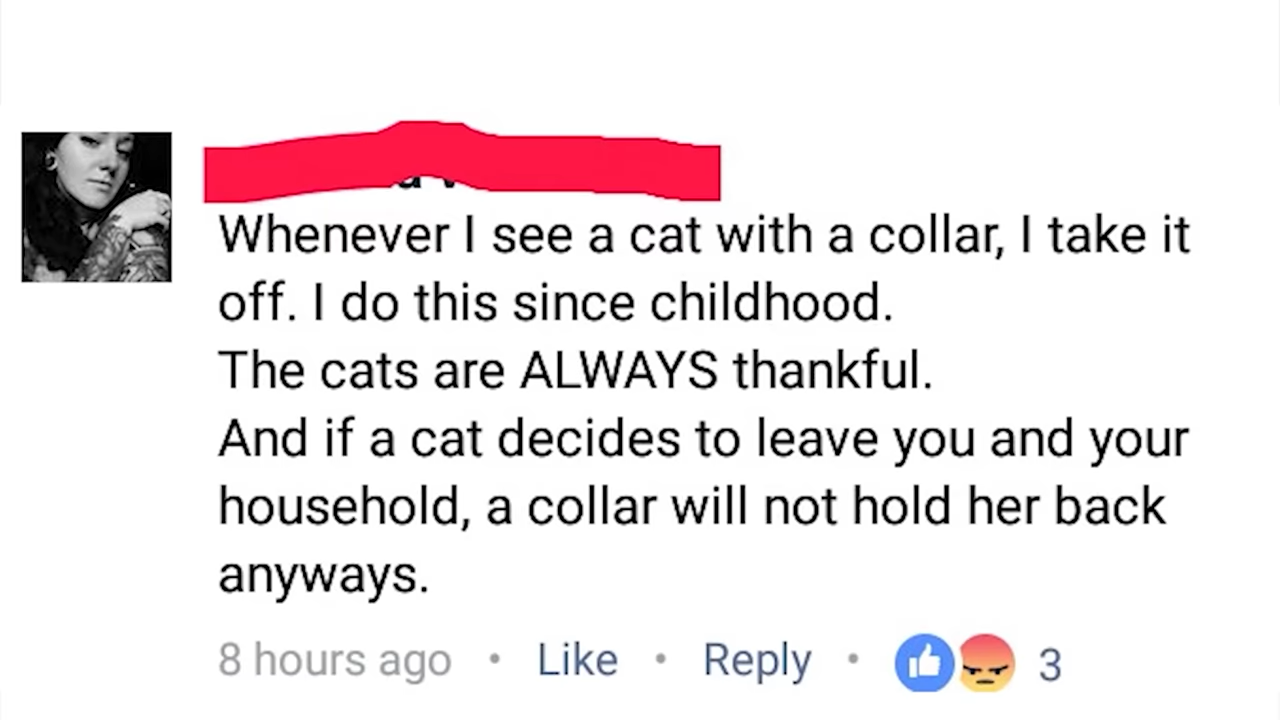 Whenever I see a cat with a collar, I take it
off. I do this since childhood.
The cats are ALWAYS thankful.
And if a cat decides to leave you and your
household, a collar will not hold her back
anyways.
8 hours ago • Like • Reply • 3